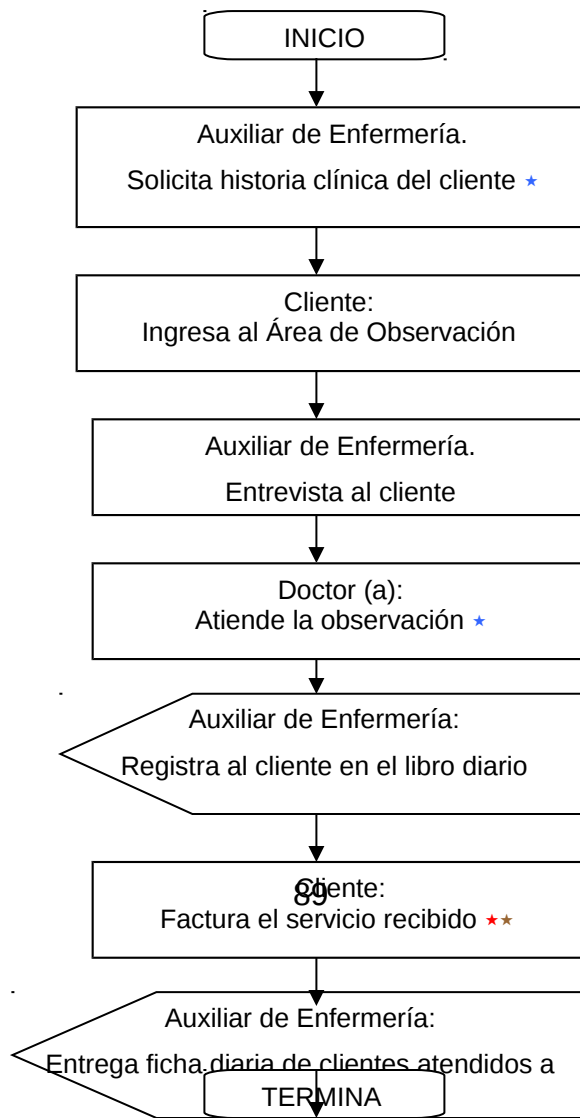 INICIO
Auxiliar de Enfermería.
Solicita historia clínica del cliente
Cliente:
Ingresa al Área de Observación
Auxiliar de Enfermería.
Entrevista al cliente
Doctor (a):
Atiende la observación
Auxiliar de Enfermería:
Registra al cliente en el libro diario
Cliente:
89
Factura el servicio recibido
Auxiliar de Enfermería:
Entrega ficha diaria de clientes atendidos a
TERMINA